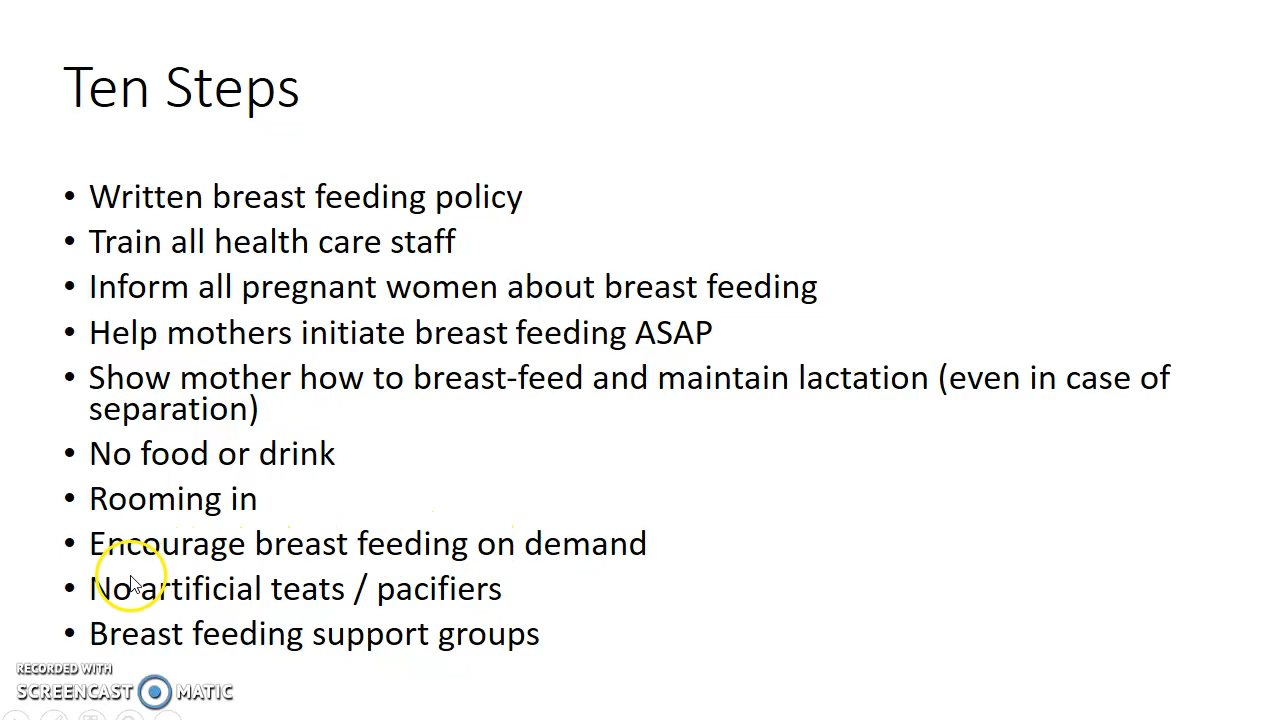 Ten Steps
• Written breast feeding policy
• Train all health care staff
• Inform all pregnant women about breast feeding
• Help mothers initiate breast feeding ASAP
• Show mother how to breast-feed and maintain lactation (even in case of
separation)
• No food or drink
• Rooming in
• Encourage breast feeding on demand
• No artificial teats / pacifiers
• Breast feeding support groups
RECORDED WITH
SCREENCAST MATIC